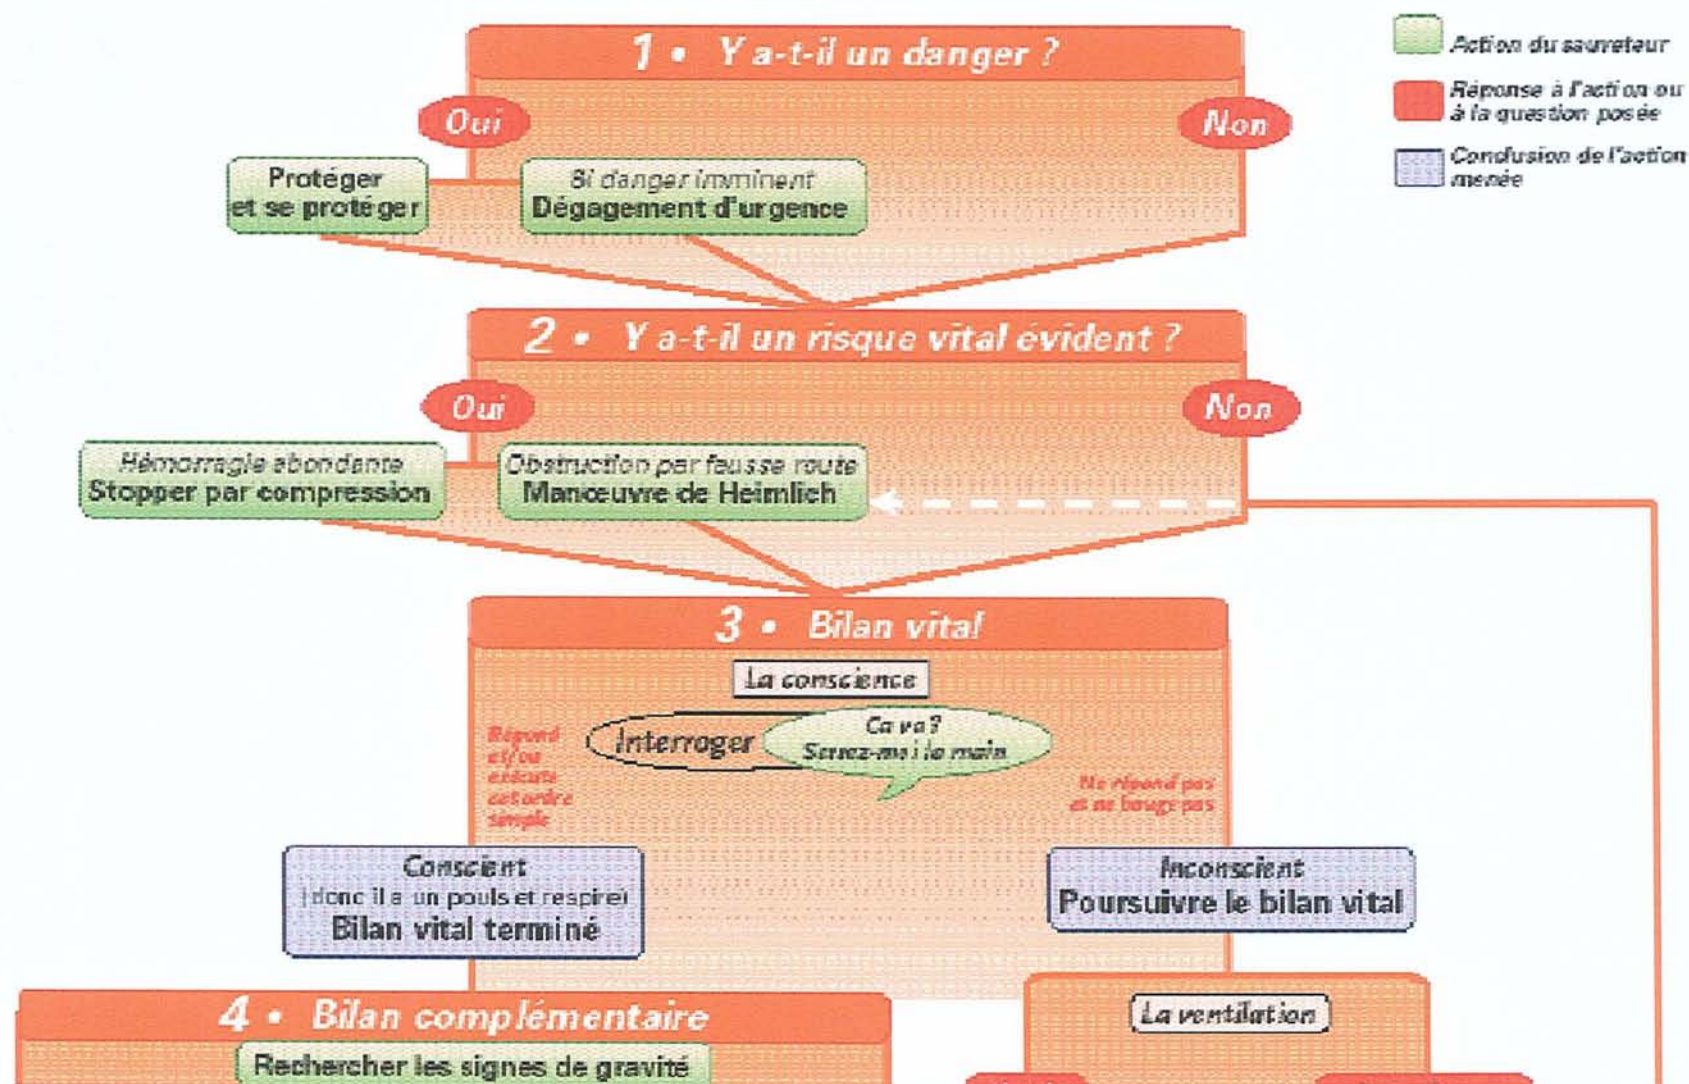 1 • Y a-t-il un danger ?
Oui
Non
Protéger
et se protéger
Si danger imminent
Dégagement d'urgence
Action du sauveteur
Réponse à l'action ou
à la question posée
Conclusion de l'action
menée
2 • Y a-t-il un risque vital évident ?
Oui
Non
Hémorragie abondante
Stopper par compression
Obstruction par fausse route
Manœuvre de Heimlich
3 • Bilan vital
La conscience
Interroger
Ca va ?
Serrez-moi la main
Répond
et/ou
exécute
cet ordre
simple
Ne répond pas
et ne bouge pas
Conscient
(donc il a un pouls et respire)
Bilan vital terminé
Inconscient
Poursuivre le bilan vital
4 • Bilan complémentaire
Rechercher les signes de gravité
La ventilation